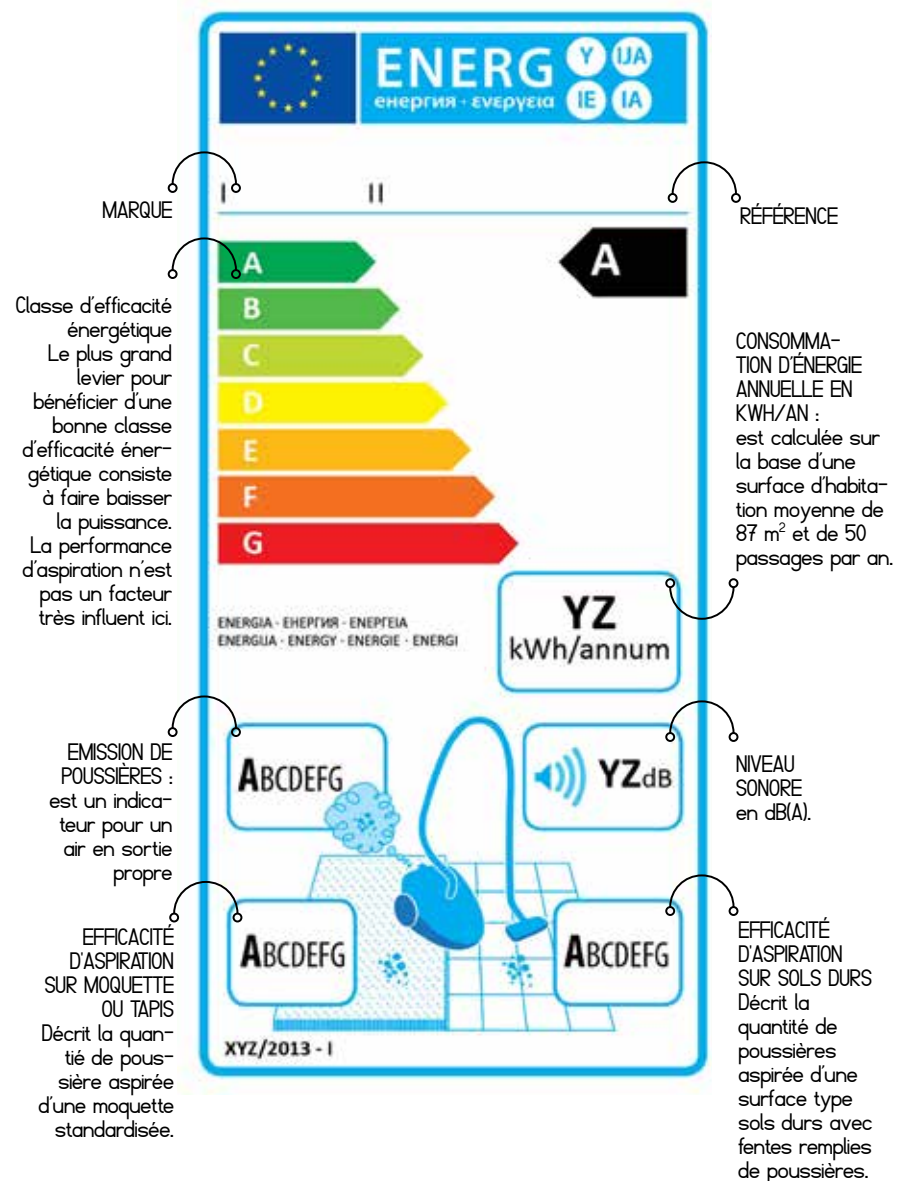 ENERG
енергия · ενεργεια
Y
IJA
IE
IA
I
II
MARQUE
RÉFÉRENCE
A
B
C
D
E
F
G
A
Classe d'efficacité
énergétique
Le plus grand
levier pour
bénéficier d'une
bonne classe
d'efficacité éner-
gétique consiste
à faire baisser
la puissance.
La performance
d'aspiration n'est
pas un facteur
très influent ici.
CONSOMMA-
TION D'ÉNERGIE
ANNUELLE EN
KWH/AN :
est calculée sur
la base d'une
surface d'habita-
tion moyenne de
87 m² et de 50
passages par an.
ENERGIA · ЕНЕРГИЯ · ΕΝΕΡΓΕΙΑ
ENERGIJA · ENERGY · ENERGIE · ENERGI
YZ
kWh/annum
EMISSION DE
POUSSIÈRES :
est un indica-
teur pour un
air en sortie
propre
ABCDEFG
YZdB
NIVEAU
SONORE
en dB(A).
EFFICACITÉ
D'ASPIRATION
SUR MOQUETTE
OU TAPIS
Décrit la quan-
tié de pous-
sière aspirée
d'une moquette
standardisée.
ABCDEFG
ABCDEFG
EFFICACITÉ
D'ASPIRATION
SUR SOLS DURS
Décrit la
quantité de
poussières
aspirée d'une
surface type
sols durs avec
fentes remplies
de poussières.
XYZ/2013 - I